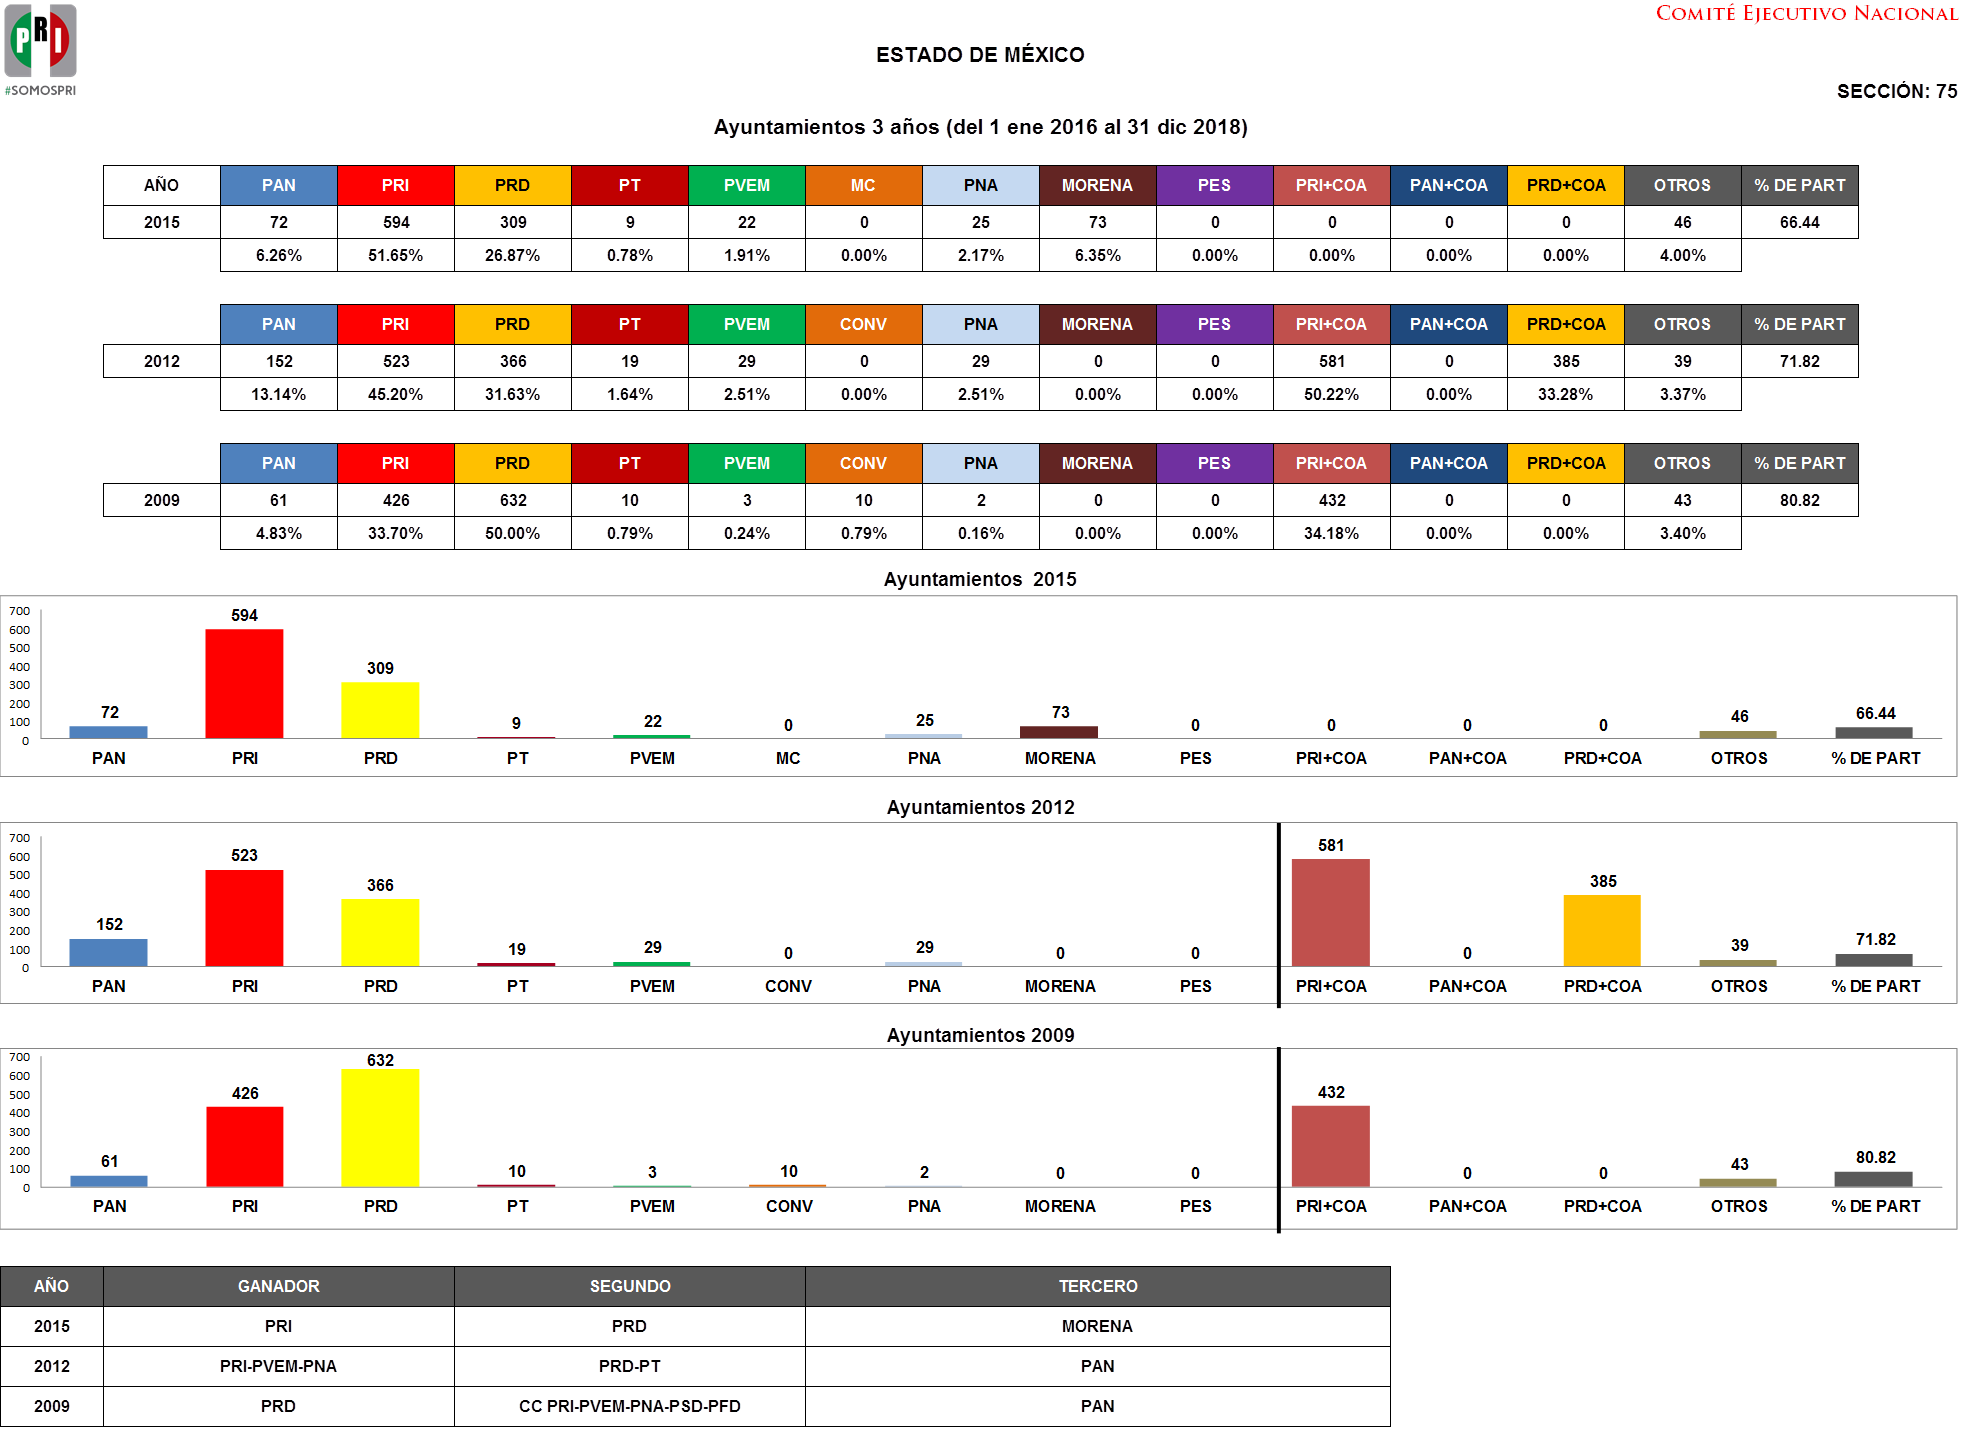 PRI
#SOMOSPRI
COMITÉ EJECUTIVO NACIONAL
ESTADO DE MÉXICO
SECCIÓN: 75
Ayuntamientos 3 años (del 1 ene 2016 al 31 dic 2018)
AÑO PAN PRI PRD PT PVEM MC PNA MORENA PES PRI+COA PAN+COA PRD+COA OTROS % DE PART
2015 72 594 309 9 22 0 25 73 0 0 0 0 46 66.44
6.26% 51.65% 26.87% 0.78% 1.91% 0.00% 2.17% 6.35% 0.00% 0.00% 0.00% 0.00% 4.00%
PAN PRI PRD PT PVEM CONV PNA MORENA PES PRI+COA PAN+COA PRD+COA OTROS % DE PART
2012 152 523 366 19 29 0 29 0 0 581 0 385 39 71.82
13.14% 45.20% 31.63% 1.64% 2.51% 0.00% 2.51% 0.00% 0.00% 50.22% 0.00% 33.28% 3.37%
PAN PRI PRD PT PVEM CONV PNA MORENA PES PRI+COA PAN+COA PRD+COA OTROS % DE PART
2009 61 426 632 10 3 10 2 0 0 432 0 0 43 80.82
4.83% 33.70% 50.00% 0.79% 0.24% 0.79% 0.16% 0.00% 0.00% 34.18% 0.00% 0.00% 3.40%
Ayuntamientos 2015
700
600
500
400
300
200
100
0
72 594 309 9 22 0 25 73 0 0 0 0 46 66.44
PAN PRI PRD PT PVEM MC PNA MORENA PES PRI+COA PAN+COA PRD+COA OTROS % DE PART
Ayuntamientos 2012
700
600
500
400
300
200
100
0
152 523 366 19 29 0 29 0 0 581 0 385 39 71.82
PAN PRI PRD PT PVEM CONV PNA MORENA PES PRI+COA PAN+COA PRD+COA OTROS % DE PART
Ayuntamientos 2009
700
600
500
400
300
200
100
0
61 426 632 10 3 10 2 0 0 432 0 0 43 80.82
PAN PRI PRD PT PVEM CONV PNA MORENA PES PRI+COA PAN+COA PRD+COA OTROS % DE PART
AÑO GANADOR SEGUNDO TERCERO
2015 PRI PRD MORENA
2012 PRI-PVEM-PNA PRD-PT PAN
2009 PRD CC PRI-PVEM-PNA-PSD-PFD PAN